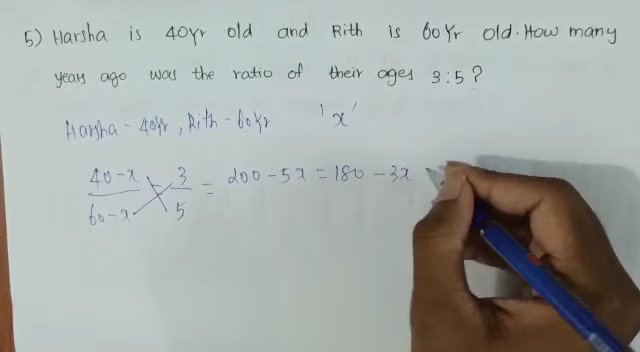 5) Harsha is 40yr old and Rith is 60Yr old. How many
years ago was the ratio of their ages 3:5?
Harsha - 40yr, Rith - 60Yr 'x'
40-x/60-x = 3/5 = 200 - 5x = 180 - 3x